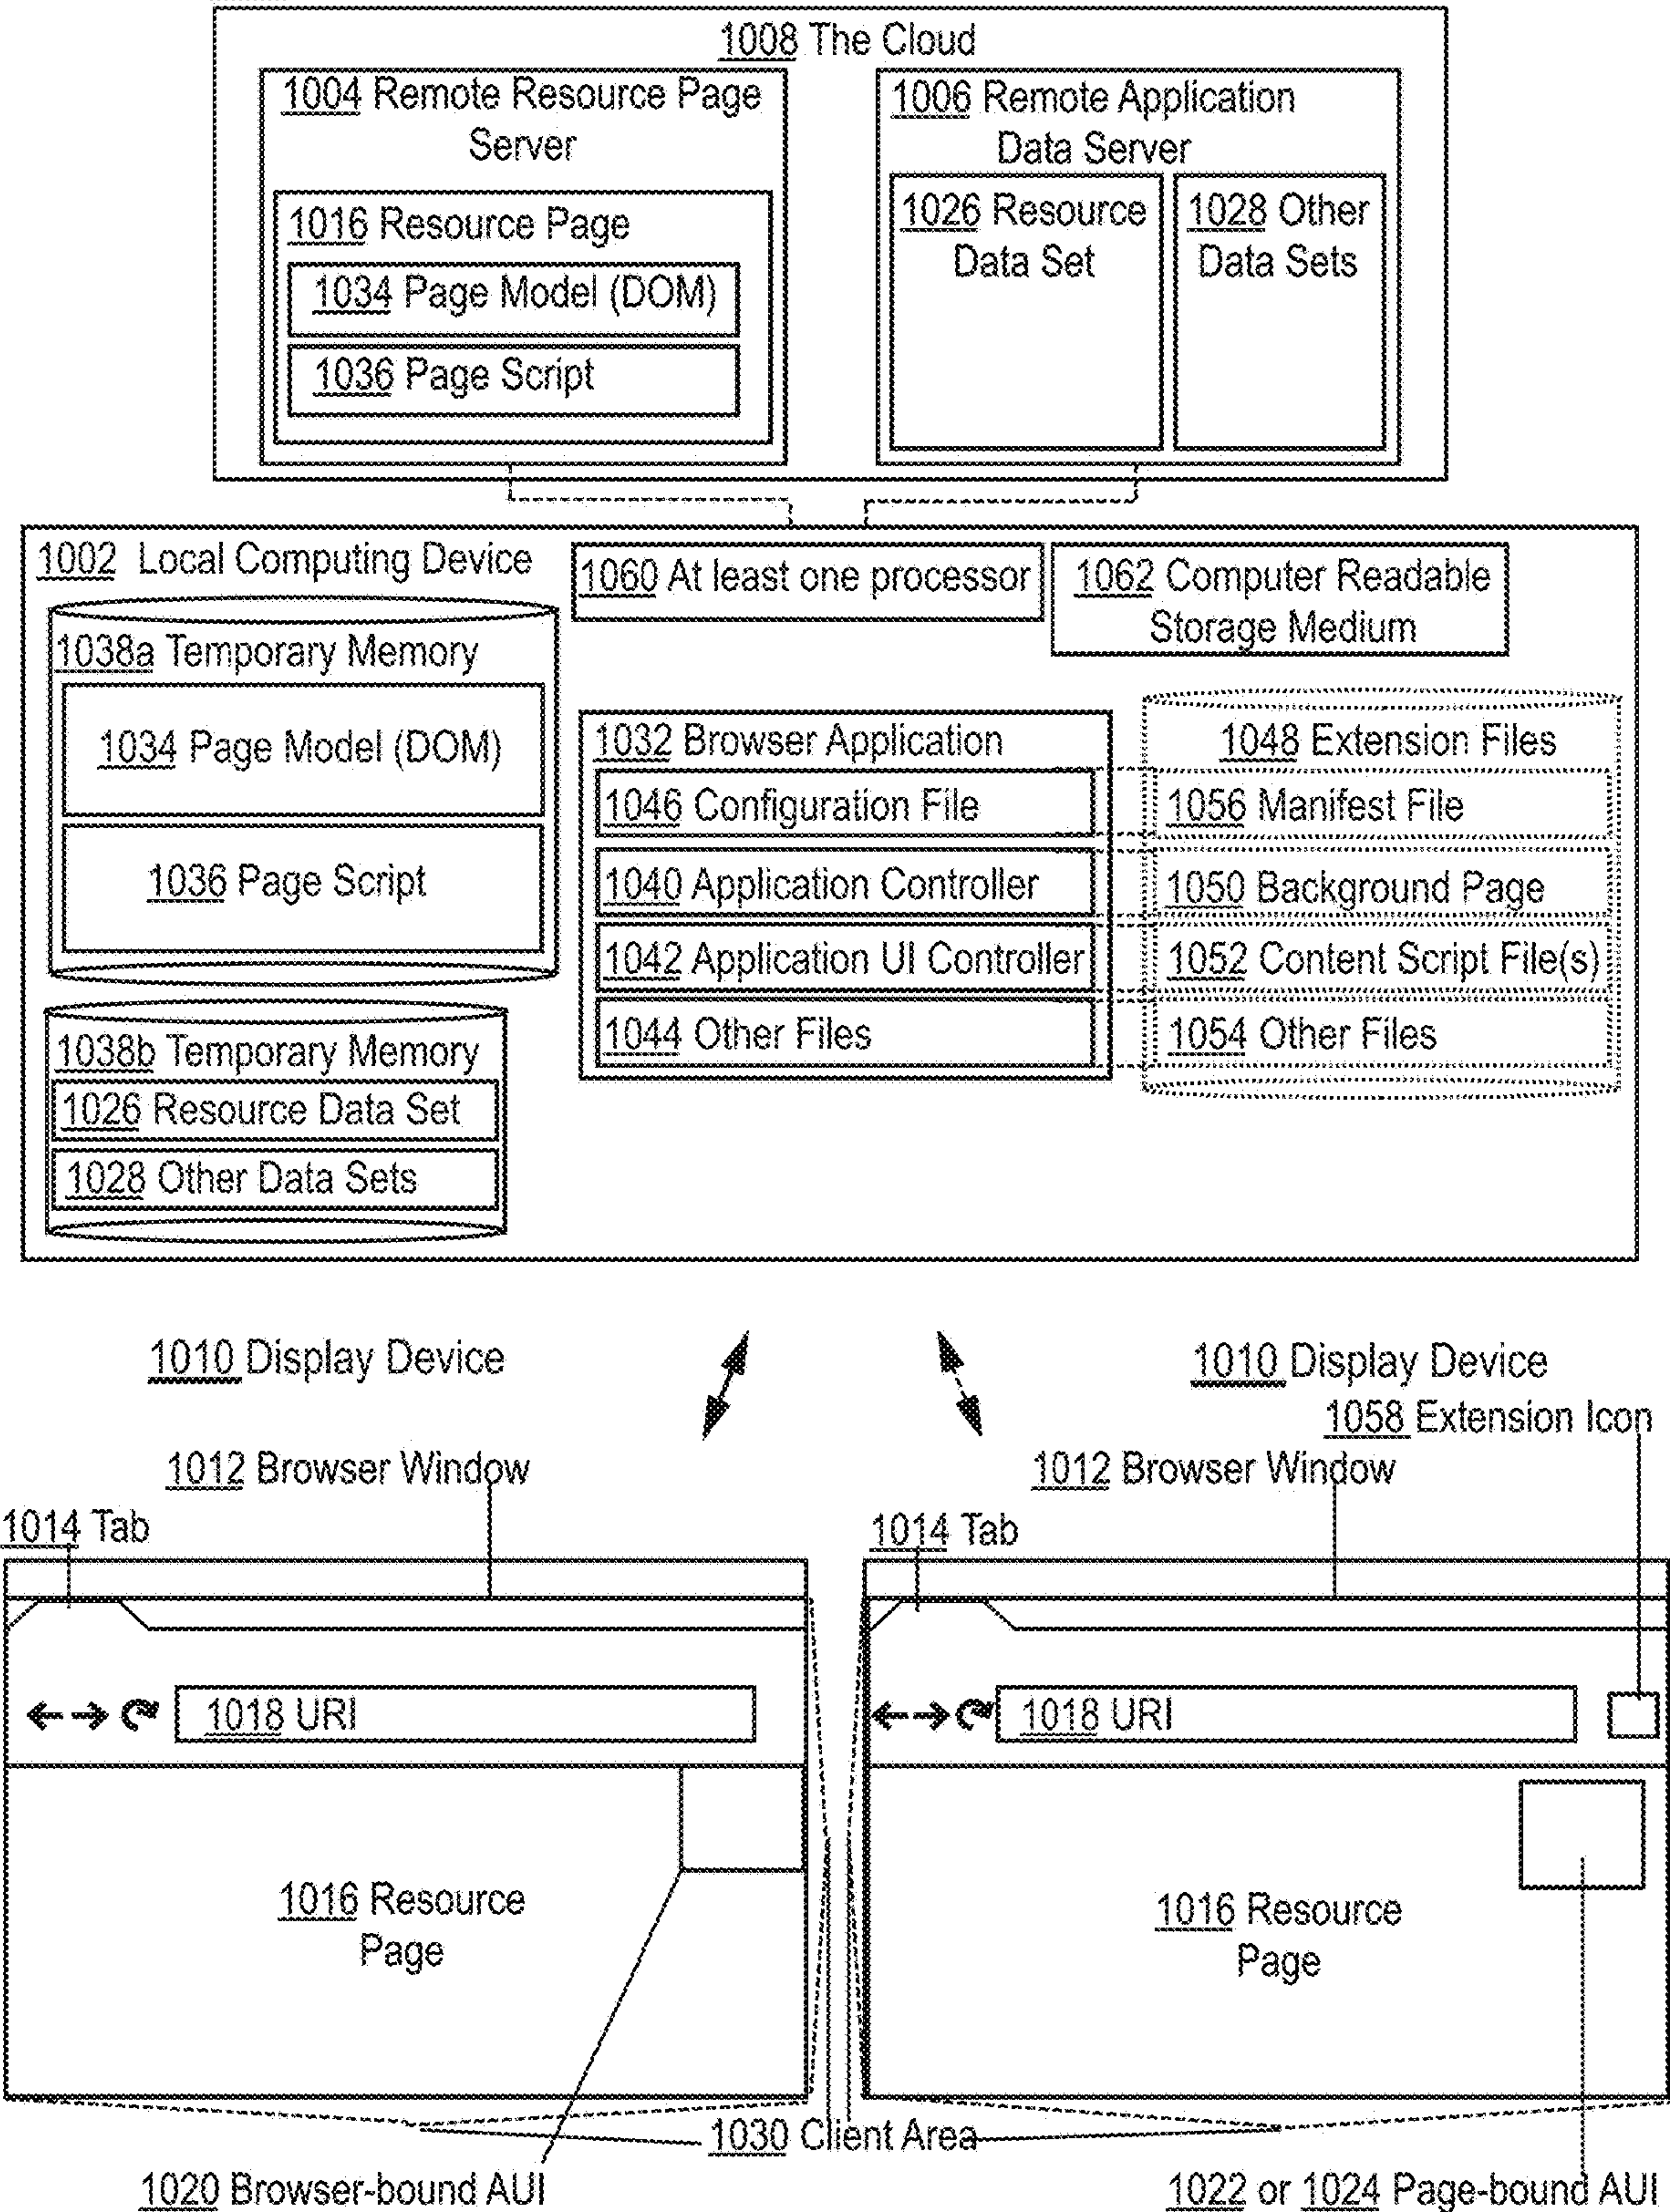 1008 The Cloud
1004 Remote Resource Page
Server
1016 Resource Page
1034 Page Model (DOM)
1036 Page Script
1006 Remote Application
Data Server
1026 Resource
Data Set
1028 Other
Data Sets
1002 Local Computing Device
1060 At least one processor
1062 Computer Readable
Storage Medium
1038a Temporary Memory
1034 Page Model (DOM)
1036 Page Script
1038b Temporary Memory
1026 Resource Data Set
1028 Other Data Sets
1032 Browser Application
1046 Configuration File
1040 Application Controller
1042 Application UI Controller
1044 Other Files
1048 Extension Files
1056 Manifest File
1050 Background Page
1052 Content Script File(s)
1054 Other Files
1010 Display Device
1012 Browser Window
1014 Tab
1018 URI
1016 Resource
Page
1020 Browser-bound AUI
1010 Display Device
1058 Extension Icon
1012 Browser Window
1014 Tab
1018 URI
1016 Resource
Page
1030 Client Area
1022 or 1024 Page-bound AUI